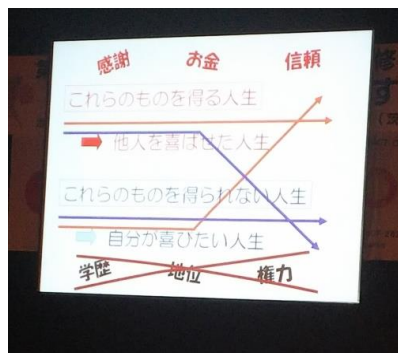 感謝 お金 信頼
これらのものを得る人生
他人を喜ばせた人生
これらのものを得られない人生
自分が喜びたい人生
学歴 地位 権力